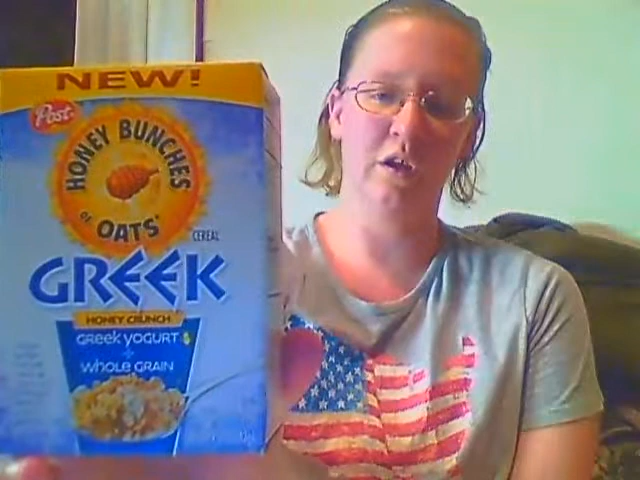 NEW!
Post
HONEY BUNCHES
OF OATS
CEREAL
GREEK
HONEY CRUNCH
GREEK YOGURT
+
WHOLE GRAIN